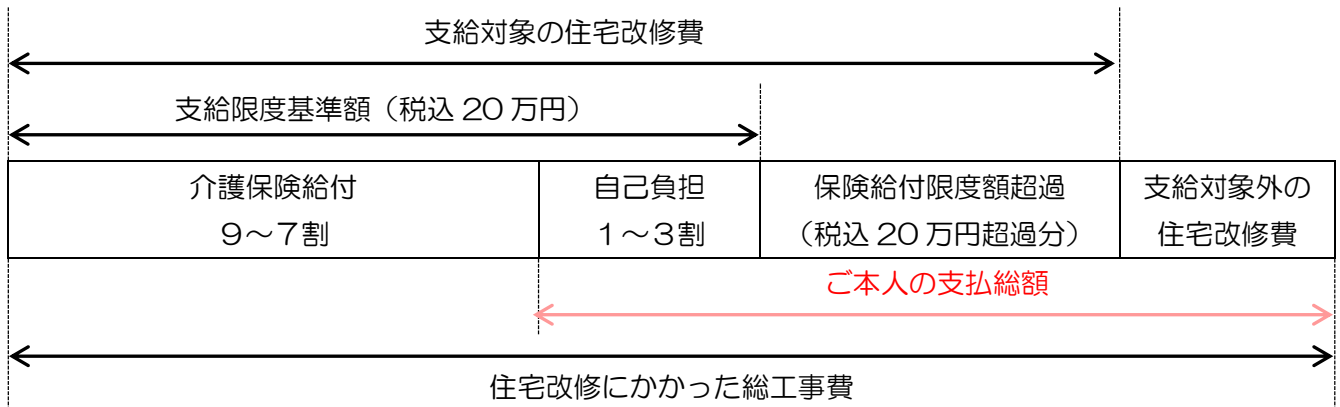 支給対象の住宅改修費
支給限度基準額（税込 20 万円）
介護保険給付
9～7割
自己負担
1～3割
保険給付限度額超過
（税込 20 万円超過分）
支給対象外の
住宅改修費
ご本人の支払総額
住宅改修にかかった総工事費